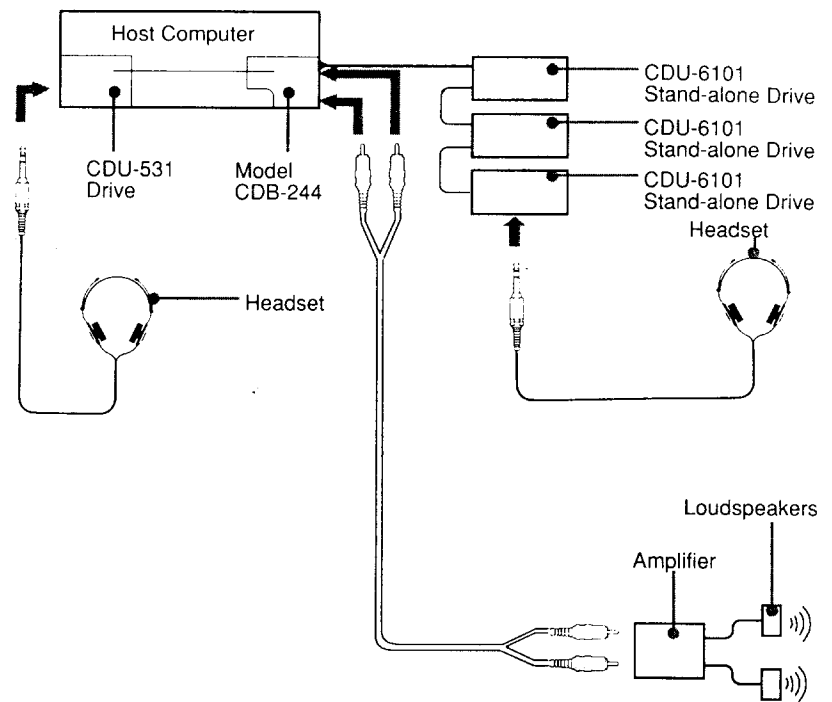 Host Computer
CDU-6101
Stand-alone Drive
CDU-6101
Stand-alone Drive
CDU-6101
Stand-alone Drive
CDU-531
Drive
Model
CDB-244
Headset
Headset
Loudspeakers
Amplifier